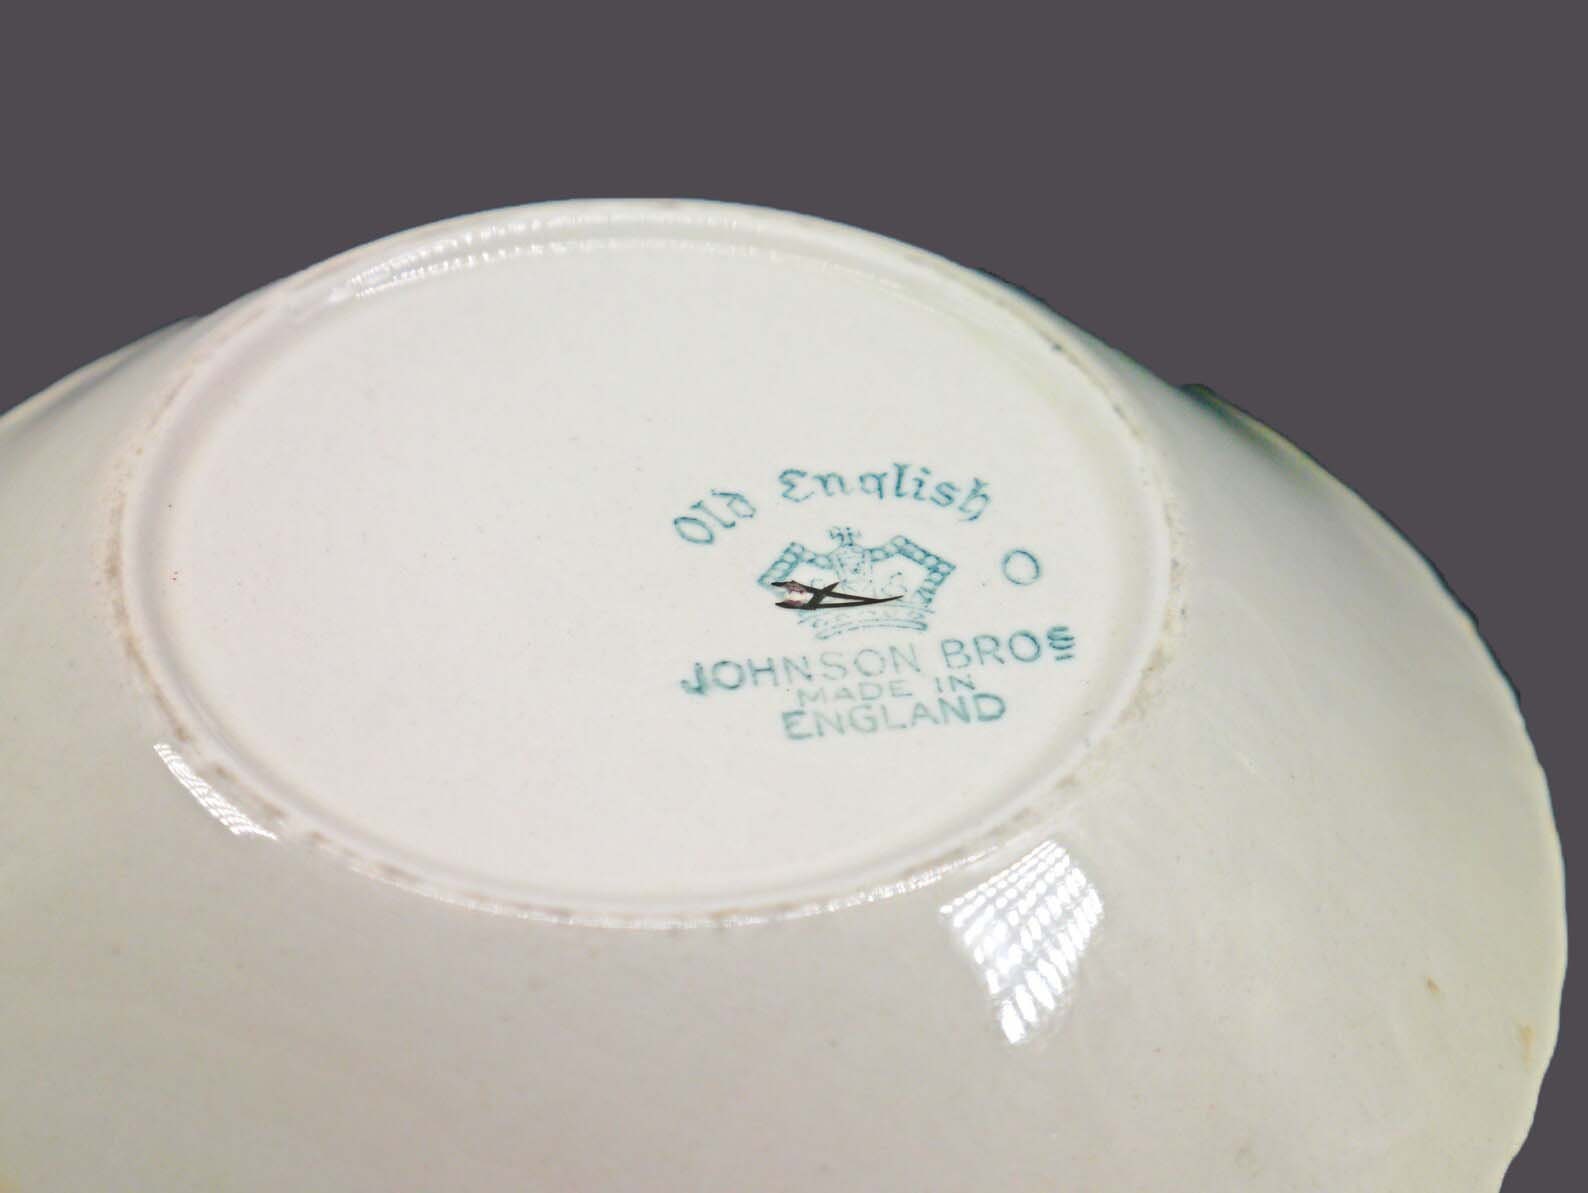 Old English
O
JOHNSON BROS
MADE IN
ENGLAND